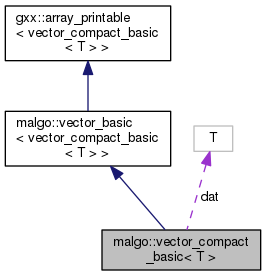 gxx::array_printable
< vector_compact_basic
< T > >
malgo::vector_basic
< vector_compact_basic
< T > >
T
dat
malgo::vector_compact
_basic< T >